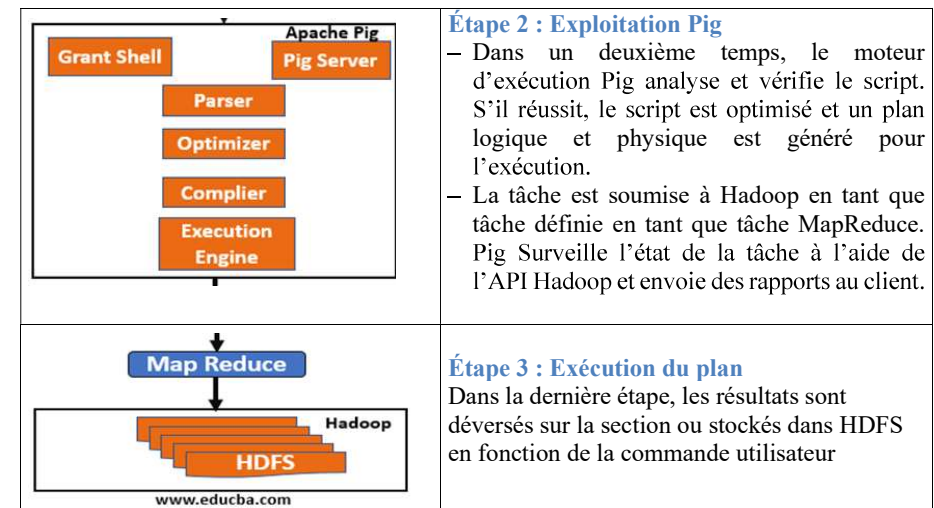 Apache Pig
Grant Shell
Pig Server
Parser
Optimizer
Complier
Execution
Engine
Étape 2 : Exploitation Pig
– Dans un deuxième temps, le moteur
d’exécution Pig analyse et vérifie le script.
S’il réussit, le script est optimisé et un plan
logique et physique est généré pour
l’exécution.
– La tâche est soumise à Hadoop en tant que
tâche définie en tant que tâche MapReduce.
Pig Surveille l’état de la tâche à l’aide de
l’API Hadoop et envoie des rapports au client.
Map Reduce
Hadoop
HDFS
www.educba.com
Étape 3 : Exécution du plan
Dans la dernière étape, les résultats sont
déversés sur la section ou stockés dans HDFS
en fonction de la commande utilisateur